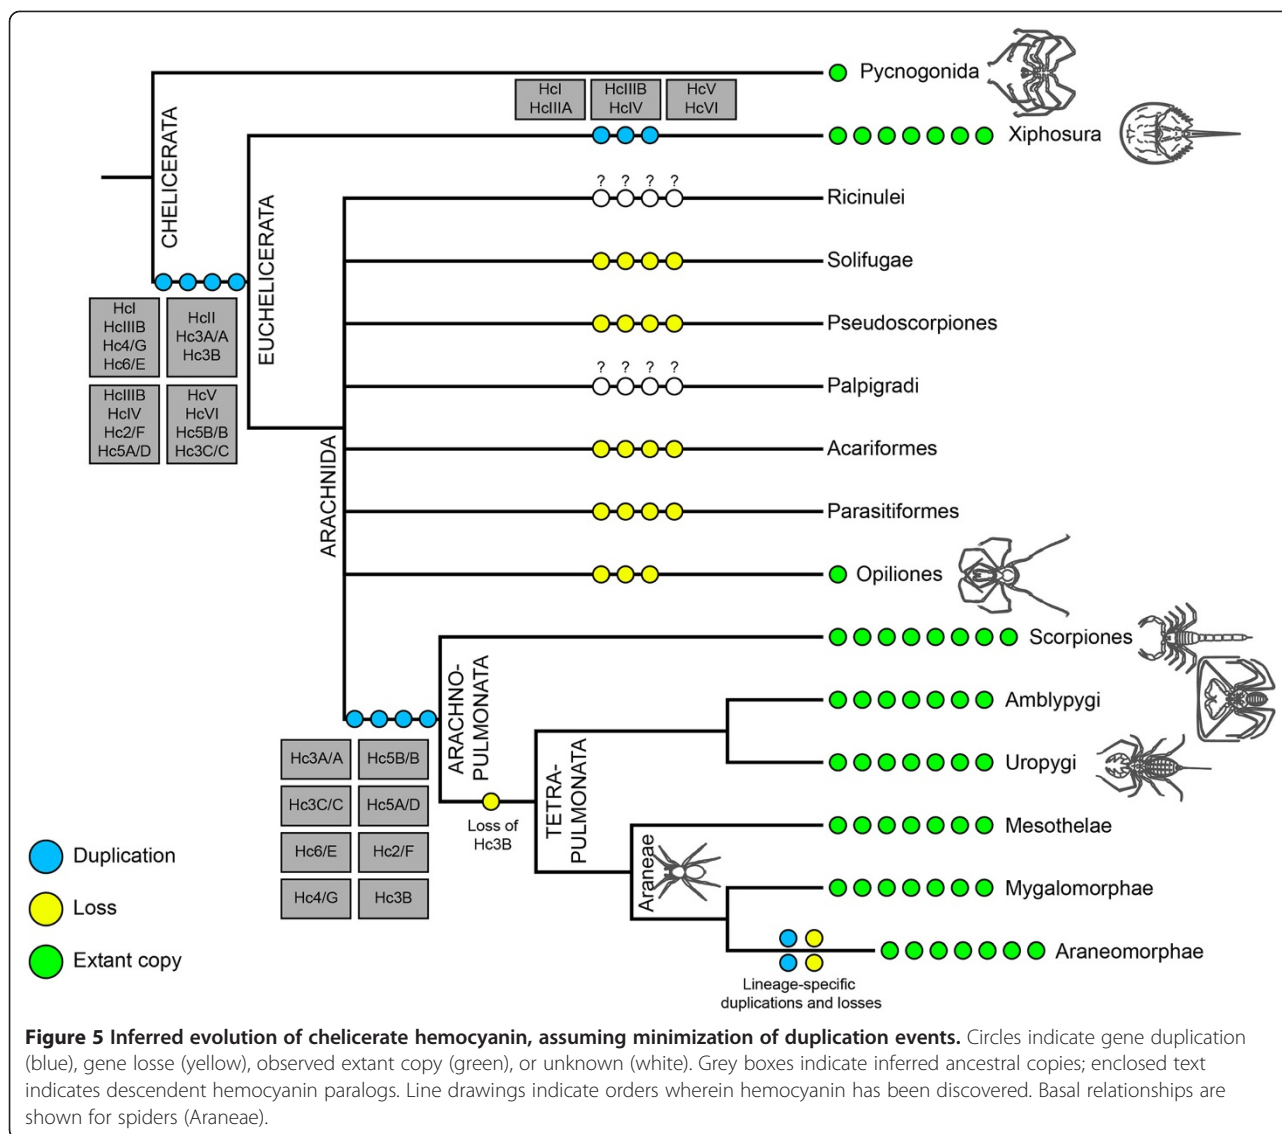 Pycnogonida
HcI
HcIIIA
HcIIIB
HcIV
HcV
HcVI
Xiphosura
CHELICERATA
EUCHELICERATA
? ? ? ?
Ricinulei
Solifugae
Pseudoscorpiones
HcI
HcIIIB
Hc4/G
Hc6/E
HcII
Hc3A/A
Hc3B
HcIIIB
HcIV
Hc2/F
Hc5A/D
HcV
HcVI
Hc5B/B
Hc3C/C
? ? ? ?
Palpigradi
ARACHNIDA
Acariformes
Parasitiformes
Opiliones
Scorpiones
ARACHNO-
PULMONATA
Amblypygi
Uropygi
Hc3A/A
Hc5B/B
Hc3C/C
Hc5A/D
Hc6/E
Hc2/F
Hc4/G
Hc3B
Loss of
Hc3B
TETRA-
PULMONATA
Mesothelae
Araneae
Mygalomorphae
Araneomorphae
Lineage-specific
duplications and losses
Duplication
Loss
Extant copy
Figure 5 Inferred evolution of chelicerate hemocyanin, assuming minimization of duplication events. Circles indicate gene duplication
(blue), gene losse (yellow), observed extant copy (green), or unknown (white). Grey boxes indicate inferred ancestral copies; enclosed text
indicates descendent hemocyanin paralogs. Line drawings indicate orders wherein hemocyanin has been discovered. Basal relationships are
shown for spiders (Araneae).